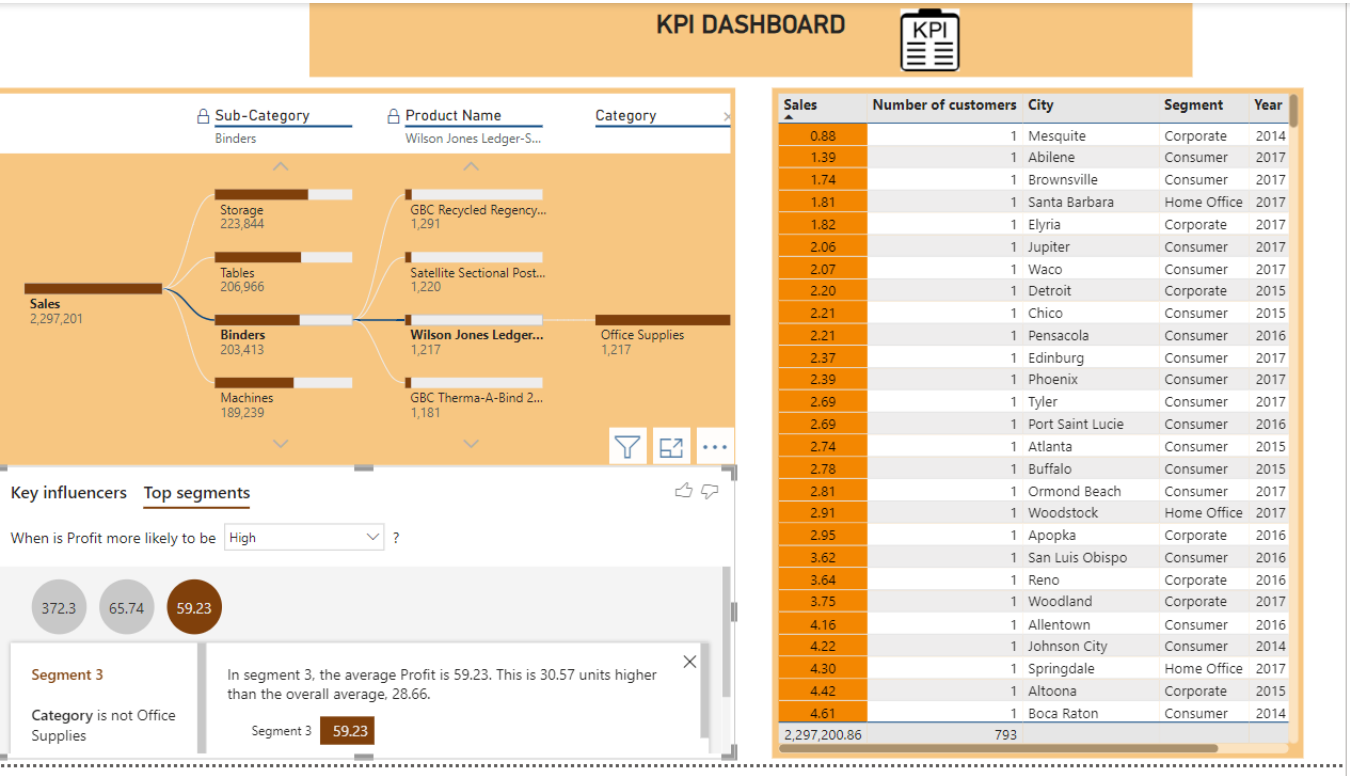 KPI DASHBOARD
KPI
Sub-Category Product Name Category
Binders Wilson Jones Ledger-S...
Storage
223,844
GBC Recycled Regency...
1,291
Tables
206,966
Satellite Sectional Post...
1,220
Sales
2,297,201
Binders
203,413
Wilson Jones Ledger...
1,217
Office Supplies
1,217
Machines
189,239
GBC Therma-A-Bind 2...
1,181
Key influencers Top segments
When is Profit more likely to be High ?
372.3 65.74 59.23
Segment 3
Category is not Office
Supplies
In segment 3, the average Profit is 59.23. This is 30.57 units higher
than the overall average, 28.66.
Segment 3 59.23
Sales Number of customers City Segment Year
0.88 1 Mesquite Corporate 2014
1.39 1 Abilene Consumer 2017
1.74 1 Brownsville Consumer 2017
1.81 1 Santa Barbara Home Office 2017
1.82 1 Elyria Corporate 2017
2.06 1 Jupiter Consumer 2017
2.07 1 Waco Consumer 2017
2.20 1 Detroit Corporate 2015
2.21 1 Chico Consumer 2015
2.21 1 Pensacola Consumer 2016
2.37 1 Edinburg Consumer 2017
2.39 1 Phoenix Consumer 2017
2.69 1 Tyler Consumer 2017
2.69 1 Port Saint Lucie Consumer 2016
2.74 1 Atlanta Consumer 2015
2.78 1 Buffalo Consumer 2015
2.81 1 Ormond Beach Consumer 2017
2.91 1 Woodstock Home Office 2017
2.95 1 Apopka Corporate 2016
3.62 1 San Luis Obispo Consumer 2016
3.64 1 Reno Corporate 2016
3.75 1 Woodland Corporate 2017
4.16 1 Allentown Consumer 2016
4.22 1 Johnson City Consumer 2014
4.30 1 Springdale Home Office 2017
4.42 1 Altoona Corporate 2015
4.61 1 Boca Raton Consumer 2014
2,297,200.86 793